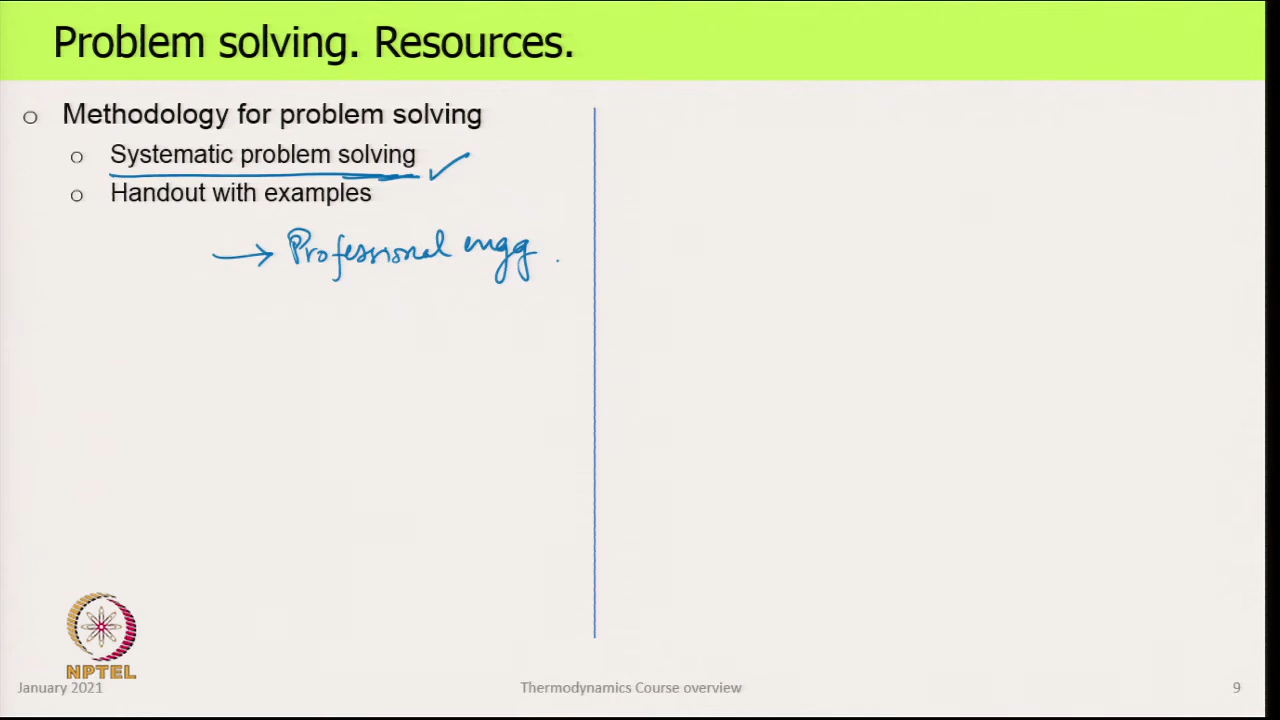 Problem solving. Resources.
o Methodology for problem solving
o Systematic problem solving ✓
o Handout with examples
→ Professional engg.
NPTEL
January 2021
Thermodynamics Course overview
9